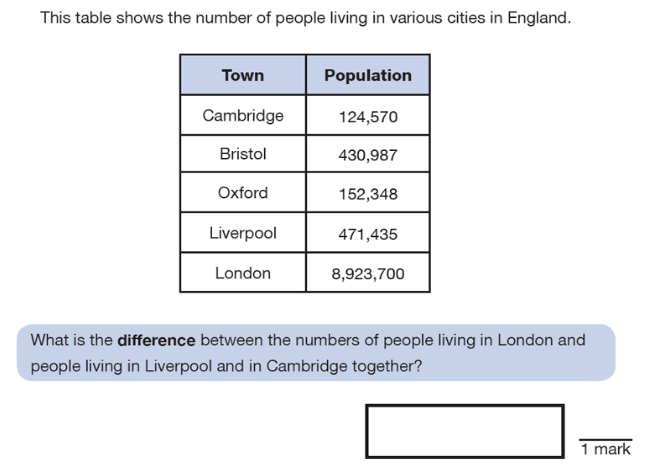 This table shows the number of people living in various cities in England.
Town Population
Cambridge 124,570
Bristol 430,987
Oxford 152,348
Liverpool 471,435
London 8,923,700
What is the difference between the numbers of people living in London and
people living in Liverpool and in Cambridge together?
1 mark